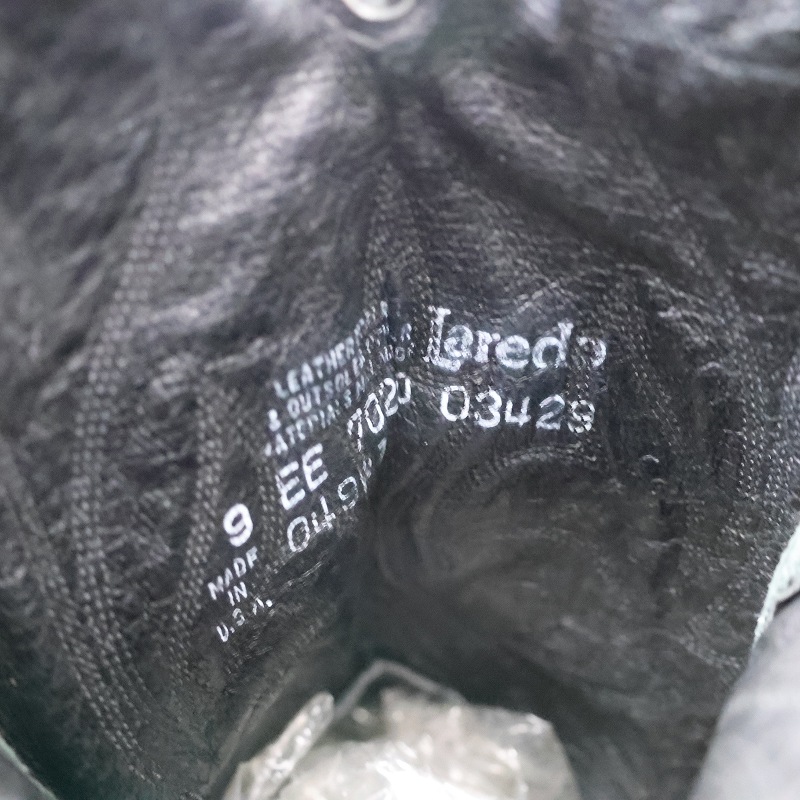 LEATHER
& OUTSOLE
9 EE 7020
MADE
IN
U.S.A.
Laredo
03429